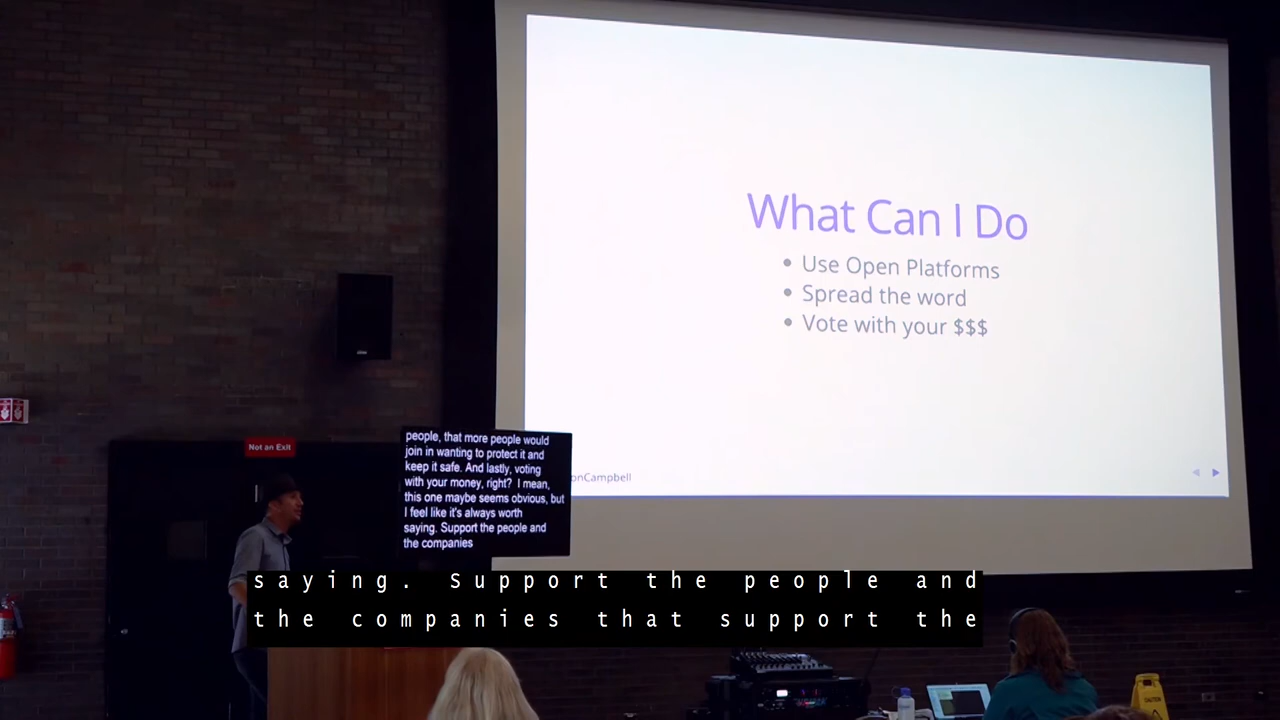 What Can I Do
Use Open Platforms
Spread the word
Vote with your $$$
onCampbell
Not an Exit
people, that more people would
join in wanting to protect it and
keep it safe. And lastly, voting
with your money, right? I mean,
this one maybe seems obvious, but
I feel like it's always worth
saying. Support the people and
the companies
saying. Support the people and
the companies that support the
CAUTION